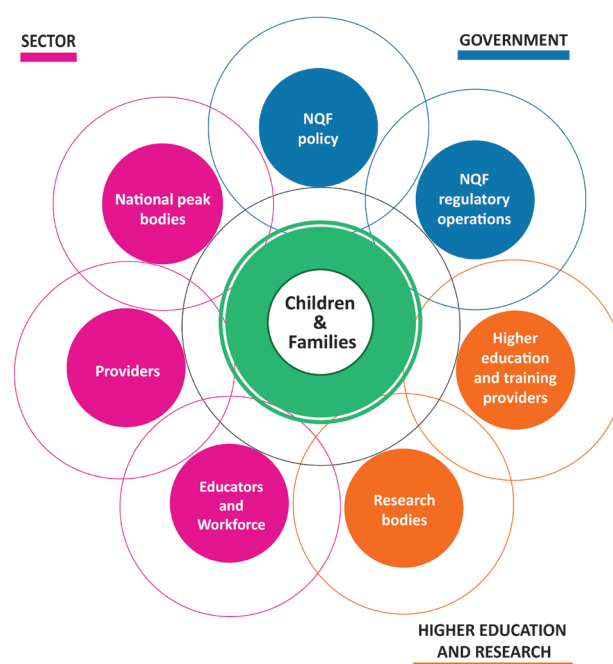 SECTOR
GOVERNMENT
NQF
policy
National peak
bodies
NQF
regulatory
operations
Children
&
Families
Providers
Higher
education
and training
providers
Educators
and
Workforce
Research
bodies
HIGHER EDUCATION
AND RESEARCH